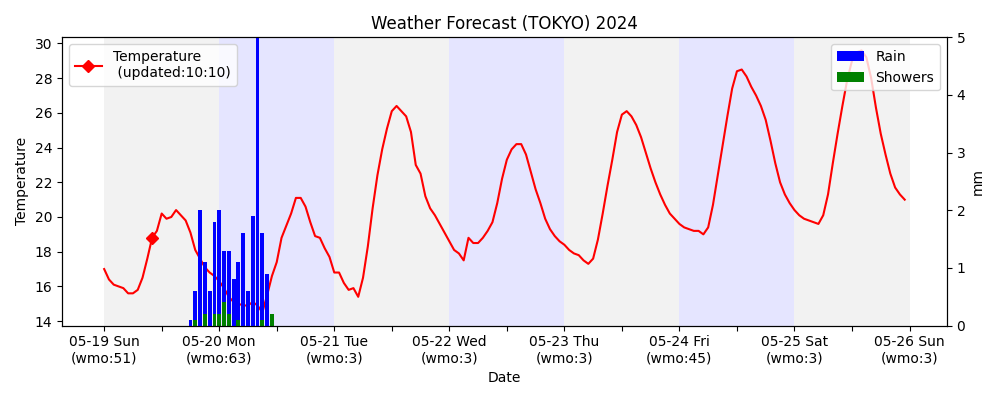 Weather Forecast (TOKYO) 2024
Temperature
(updated:10:10)
Rain
Showers
30
28
26
24
22
20
18
16
14
Temperature
5
4
3
2
1
0
mm
05-19 Sun
(wmo:51)
05-20 Mon
(wmo:63)
05-21 Tue
(wmo:3)
05-22 Wed
(wmo:3)
05-23 Thu
(wmo:3)
05-24 Fri
(wmo:45)
05-25 Sat
(wmo:3)
05-26 Sun
(wmo:3)
Date